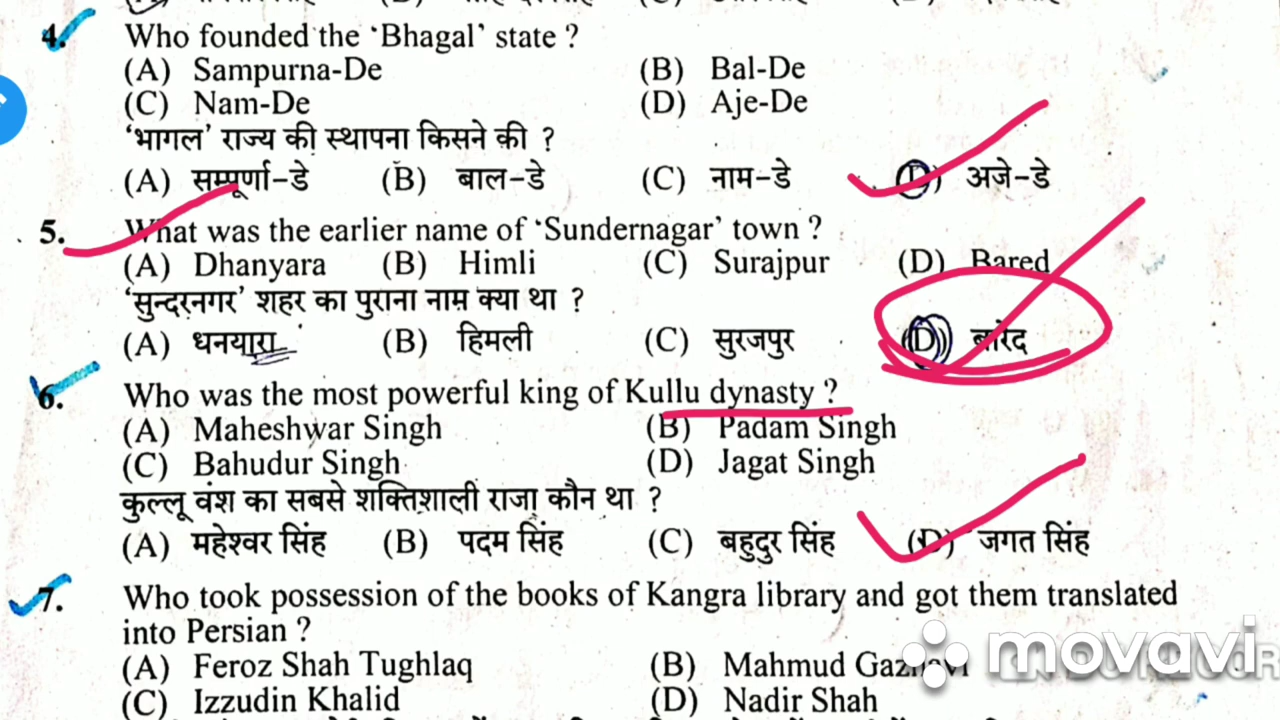 4. Who founded the ‘Bhagal’ state ?
(A) Sampurna-De (B) Bal-De
(C) Nam-De (D) Aje-De
‘भागल’ राज्य की स्थापना किसने की ?
(A) सम्पूर्णा-डे (B) बाल-डे (C) नाम-डे (D) अजे-डे
5. What was the earlier name of ‘Sundernagar’ town ?
(A) Dhanyara (B) Himli (C) Surajpur (D) Bared
‘सुन्दरनगर’ शहर का पुराना नाम क्या था ?
(A) धनयारा (B) हिमली (C) सुरजपुर (D) बारेद
6. Who was the most powerful king of Kullu dynasty ?
(A) Maheshwar Singh (B) Padam Singh
(C) Bahudur Singh (D) Jagat Singh
कुल्लू वंश का सबसे शक्तिशाली राजा कौन था ?
(A) महेश्वर सिंह (B) पदम सिंह (C) बहुदुर सिंह (D) जगत सिंह
7. Who took possession of the books of Kangra library and got them translated
into Persian ?
(A) Feroz Shah Tughlaq (B) Mahmud Gaznavi
(C) Izzudin Khalid (D) Nadir Shah
movavi